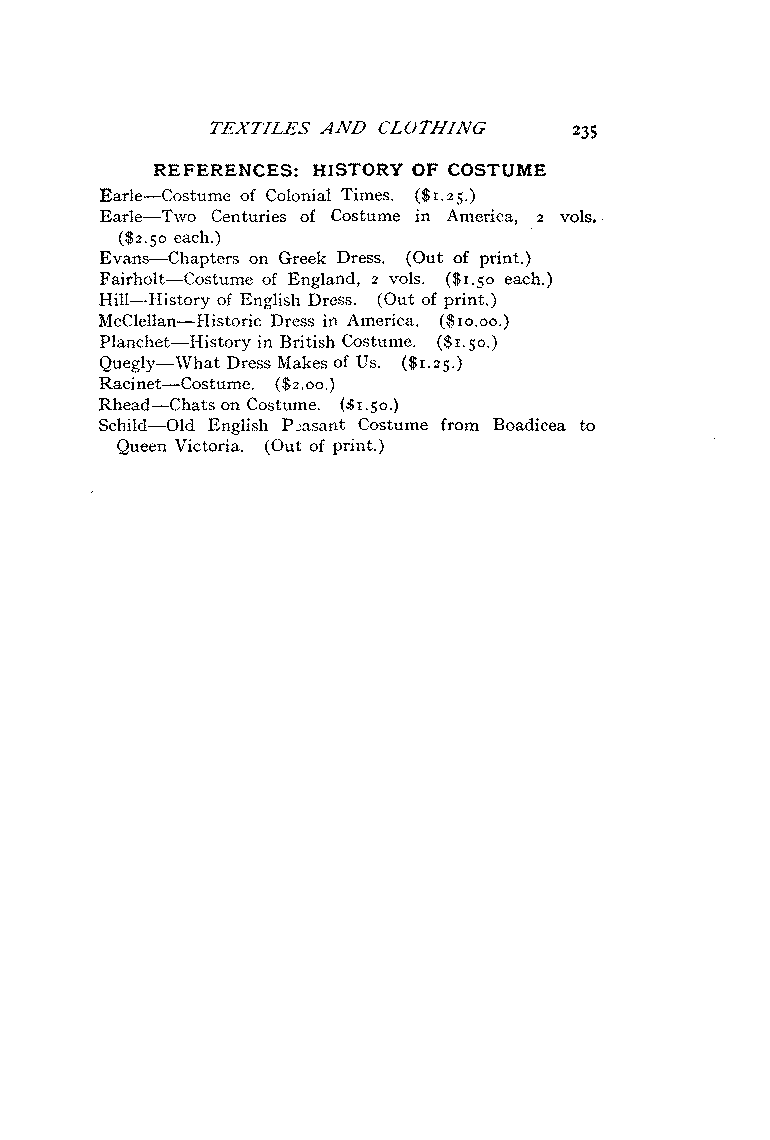 TEXTILES AND CLOTHING 235
REFERENCES: HISTORY OF COSTUME
Earle—Costume of Colonial Times. ($1.25.)
Earle—Two Centuries of Costume in America, 2 vols.
($2.50 each.)
Evans—Chapters on Greek Dress. (Out of print.)
Fairholt—Costume of England, 2 vols. ($1.50 each.)
Hill—History of English Dress. (Out of print.)
McClellan—Historic Dress in America. ($10.00.)
Planchet—History in British Costume. ($1.50.)
Quegly—What Dress Makes of Us. ($1.25.)
Racinet—Costume. ($2.00.)
Rhead—Chats on Costume. ($1.50.)
Schild—Old English Peasant Costume from Boadicea to
Queen Victoria. (Out of print.)